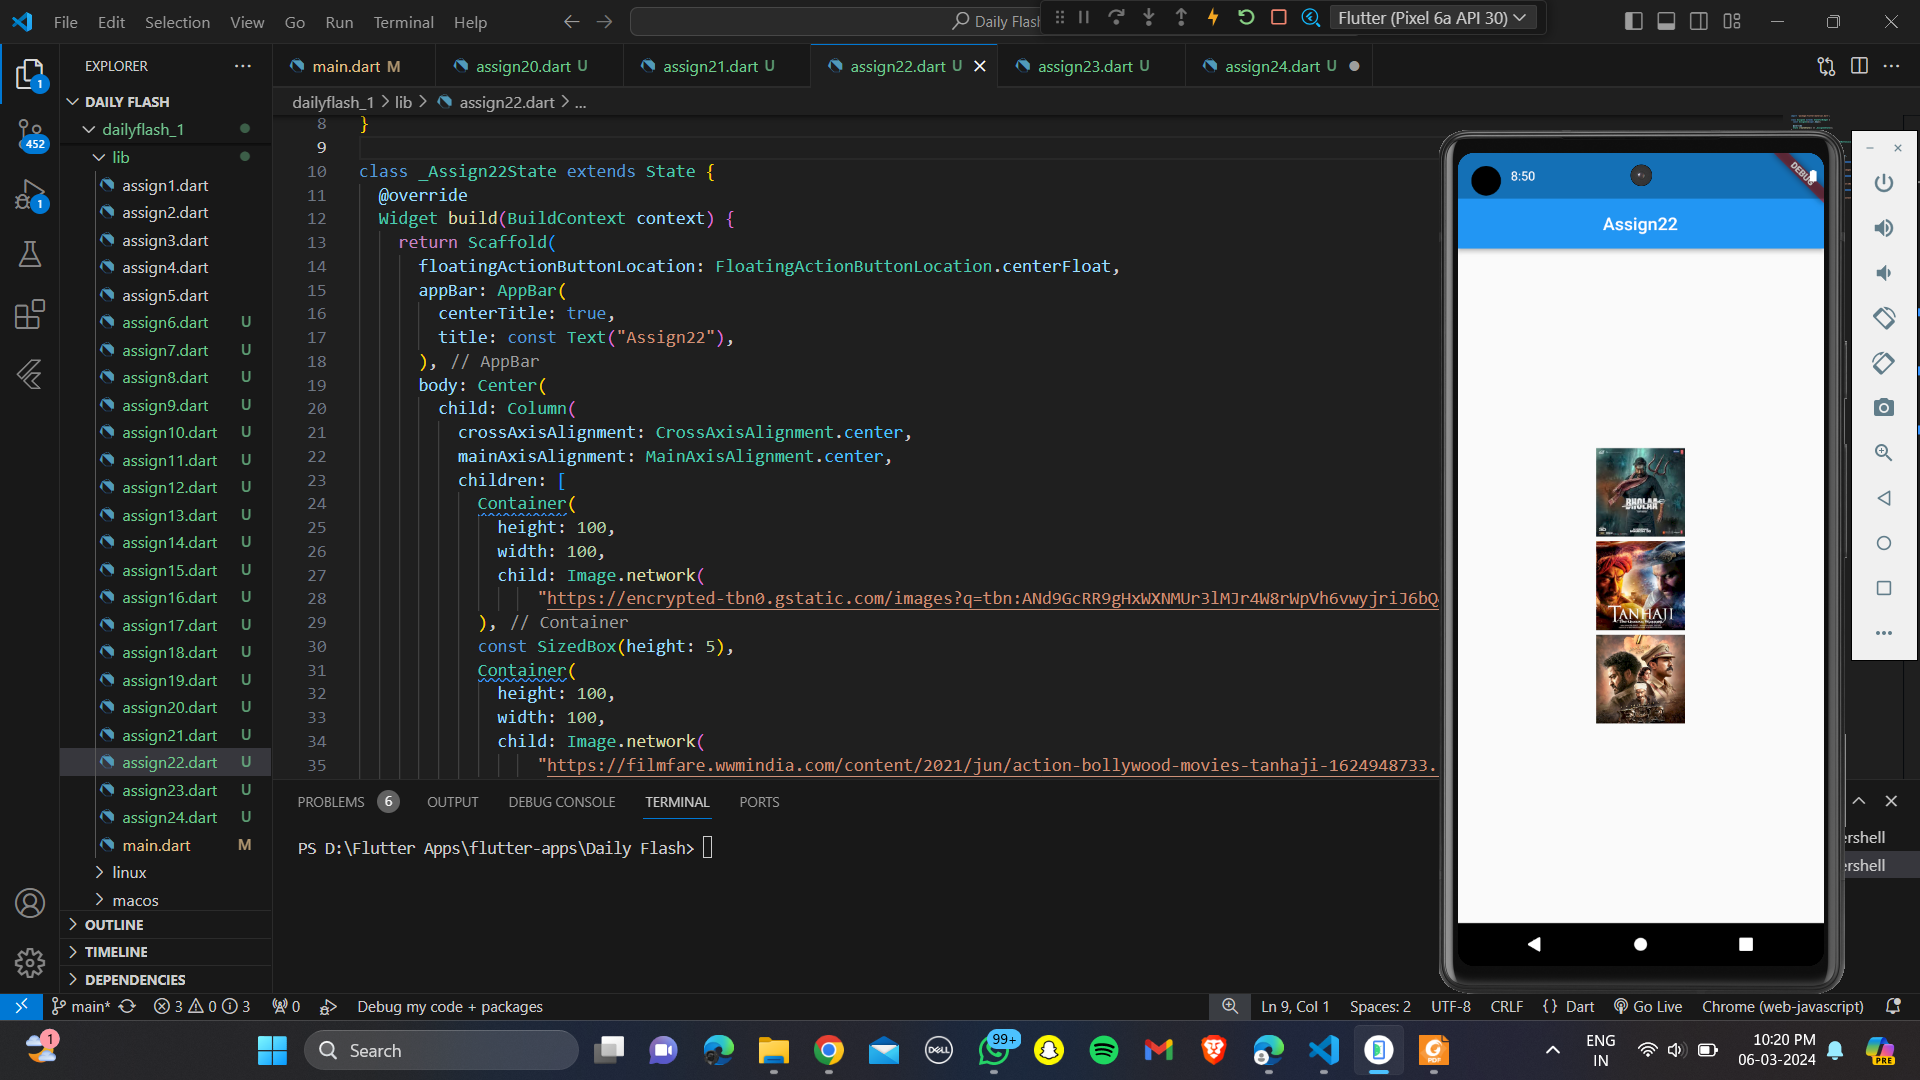 File Edit Selection View Go Run Terminal Help
Daily Flash
Flutter (Pixel 6a API 30)
EXPLORER
main.dart M
assign20.dart U
assign21.dart U
assign22.dart U
assign23.dart U
assign24.dart U
dailyflash_1 > lib > assign22.dart > ...
1
452
1
DAILY FLASH
dailyflash_1
lib
assign1.dart
assign2.dart
assign3.dart
assign4.dart
assign5.dart
assign6.dart U
assign7.dart U
assign8.dart U
assign9.dart U
assign10.dart U
assign11.dart U
assign12.dart U
assign13.dart U
assign14.dart U
assign15.dart U
assign16.dart U
assign17.dart U
assign18.dart U
assign19.dart U
assign20.dart U
assign21.dart U
assign22.dart U
assign23.dart U
assign24.dart U
main.dart M
linux
macos
OUTLINE
TIMELINE
DEPENDENCIES
8 }
9
10 class _Assign22State extends State {
11 @override
12 Widget build(BuildContext context) {
13 return Scaffold(
14 floatingActionButtonLocation: FloatingActionButtonLocation.centerFloat,
15 appBar: AppBar(
16 centerTitle: true,
17 title: const Text("Assign22"),
18 ), // AppBar
19 body: Center(
20 child: Column(
21 crossAxisAlignment: CrossAxisAlignment.center,
22 mainAxisAlignment: MainAxisAlignment.center,
23 children: [
24 Container(
25 height: 100,
26 width: 100,
27 child: Image.network(
28 "https://encrypted-tbn0.gstatic.com/images?q=tbn:ANd9GcRR9gHxWXNMUr3lMJr4W8rWpVh6vwyjriJ6bQ
29 ), // Container
30 const SizedBox(height: 5),
31 Container(
32 height: 100,
33 width: 100,
34 child: Image.network(
35 "https://filmfare.wwmindia.com/content/2021/jun/action-bollywood-movies-tanhaji-1624948733.
PROBLEMS 6 OUTPUT DEBUG CONSOLE TERMINAL PORTS
PS D:\Flutter Apps\flutter-apps\Daily Flash>
8:50
DEBUG
Assign22
BHOLAA
TANHAJI
ershell
ershell
main* 3 0 3 0 Debug my code + packages
Ln 9, Col 1 Spaces: 2 UTF-8 CRLF {} Dart Go Live Chrome (web-javascript)
1
Search
DELL
99+
ENG
IN
10:20 PM
06-03-2024
PRE